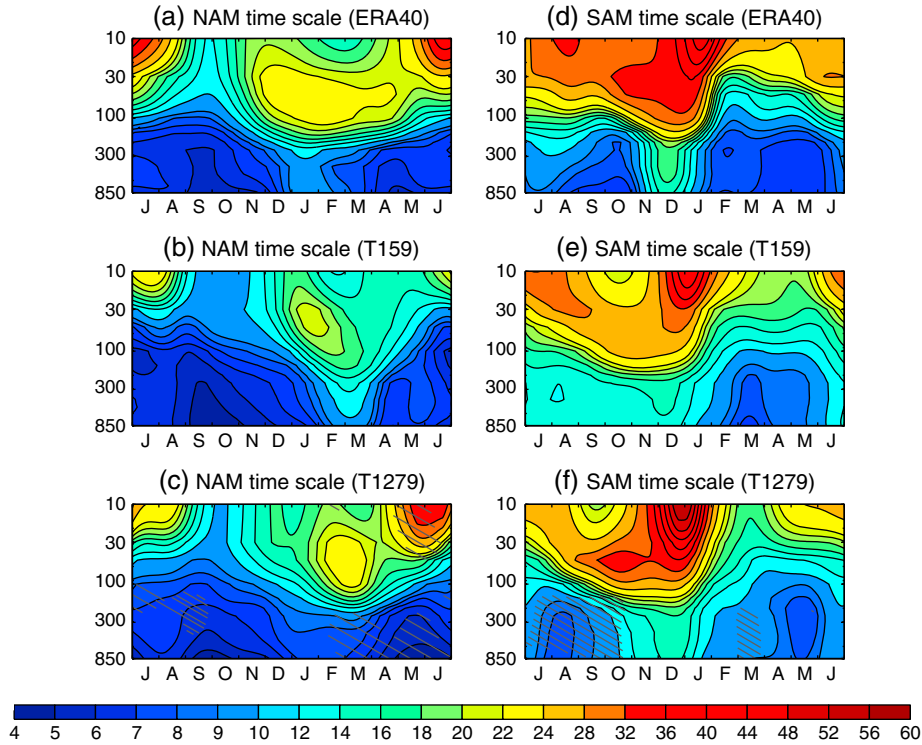 (a) NAM time scale (ERA40)
10
30
100
300
850
J A S O N D J F M A M J
(d) SAM time scale (ERA40)
10
30
100
300
850
J A S O N D J F M A M J
(b) NAM time scale (T159)
10
30
100
300
850
J A S O N D J F M A M J
(e) SAM time scale (T159)
10
30
100
300
850
J A S O N D J F M A M J
(c) NAM time scale (T1279)
10
30
100
300
850
J A S O N D J F M A M J
(f) SAM time scale (T1279)
10
30
100
300
850
J A S O N D J F M A M J
4 5 6 7 8 9 10 12 14 16 18 20 22 24 28 32 36 40 44 48 52 56 60